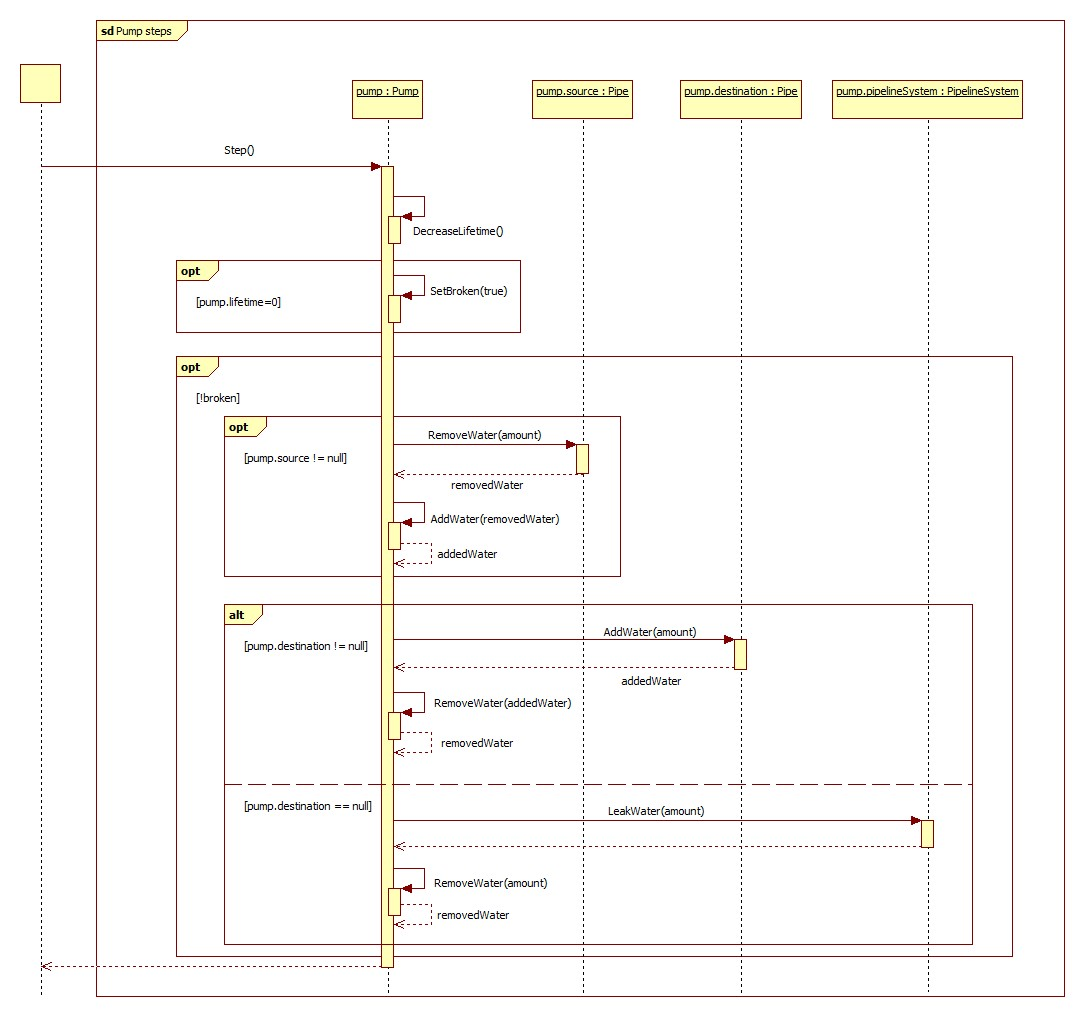 sd Pump steps
pump : Pump
pump.source : Pipe
pump.destination : Pipe
pump.pipelineSystem : PipelineSystem
Step()
DecreaseLifetime()
opt
SetBroken(true)
[pump.lifetime=0]
opt
[!broken]
opt
RemoveWater(amount)
[pump.source != null]
removedWater
AddWater(removedWater)
addedWater
alt
AddWater(amount)
[pump.destination != null]
addedWater
RemoveWater(addedWater)
removedWater
[pump.destination == null]
LeakWater(amount)
RemoveWater(amount)
removedWater